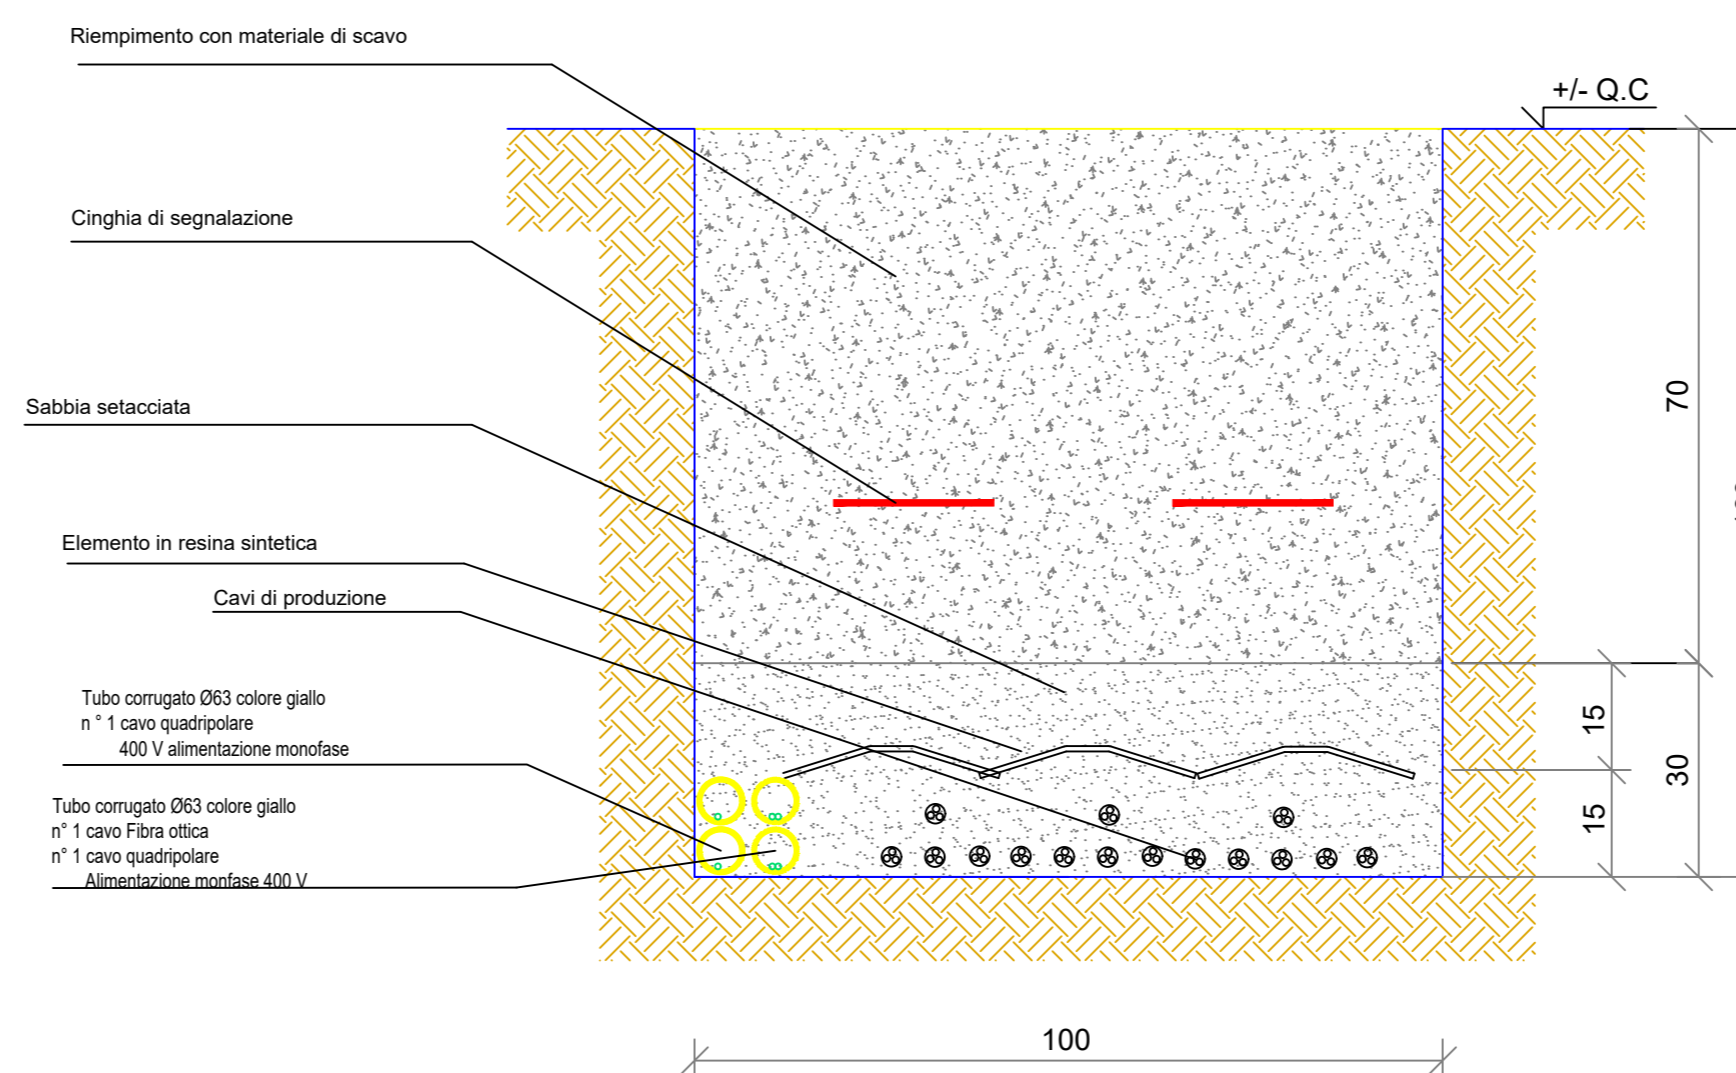 Riempimento con materiale di scavo
+/- Q.C
Cinghia di segnalazione
70
Sabbia setacciata
Elemento in resina sintetica
Cavi di produzione
Tubo corrugato Ø63 colore giallo
n ° 1 cavo quadripolare
400 V alimentazione monofase
15
30
15
Tubo corrugato Ø63 colore giallo
n° 1 cavo Fibra ottica
n° 1 cavo quadripolare
Alimentazione monfase 400 V
100